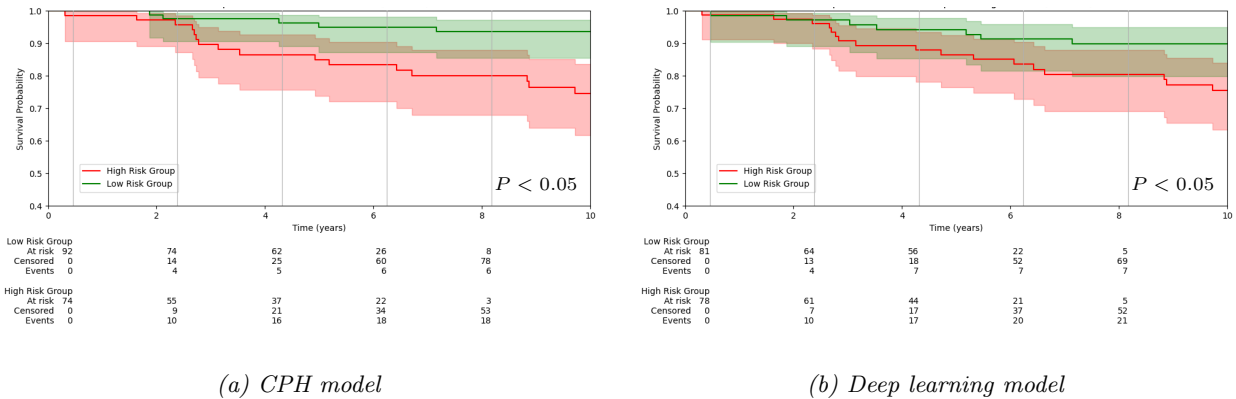 1.0
0.9
0.8
0.7
0.6
0.5
0.4
Survival Probability
High Risk Group
Low Risk Group
P < 0.05
0 2 4 6 8 10
Time (years)
Low Risk Group
At risk 92 74 62 26 8
Censored 0 14 25 60 78
Events 0 4 5 6 6
High Risk Group
At risk 74 55 37 22 3
Censored 0 9 21 34 53
Events 0 10 16 18 18
(a) CPH model
1.0
0.9
0.8
0.7
0.6
0.5
0.4
Survival Probability
High Risk Group
Low Risk Group
P < 0.05
0 2 4 6 8 10
Time (years)
Low Risk Group
At risk 81 64 56 22 5
Censored 0 13 18 52 69
Events 0 4 7 7 7
High Risk Group
At risk 78 61 44 21 5
Censored 0 7 17 37 52
Events 0 10 17 20 21
(b) Deep learning model